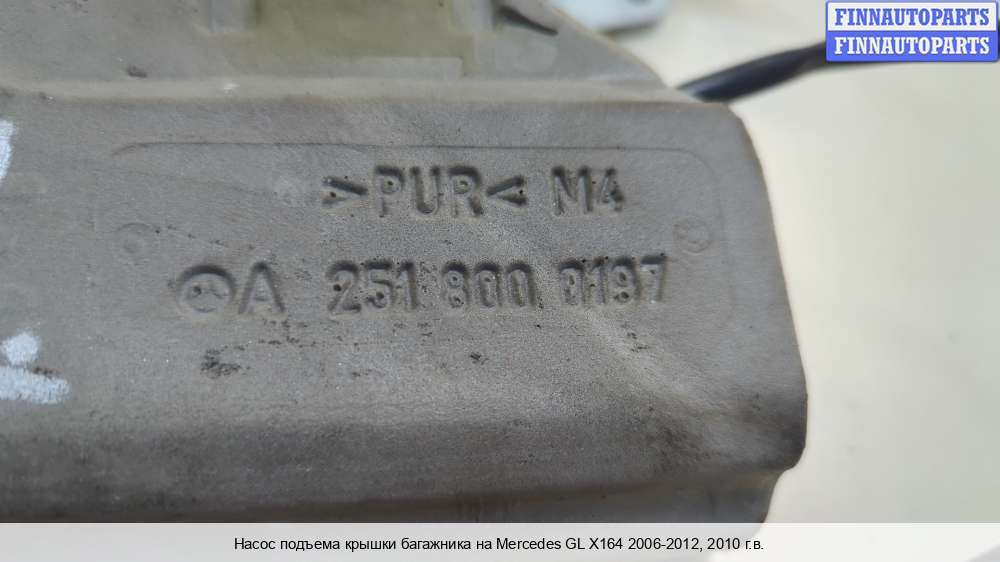 FINNAUTOPARTS
FINNAUTOPARTS
>PUR< M4
A 251 800 0197
Насос подъема крышки багажника на Mercedes GL X164 2006-2012, 2010 г.в.